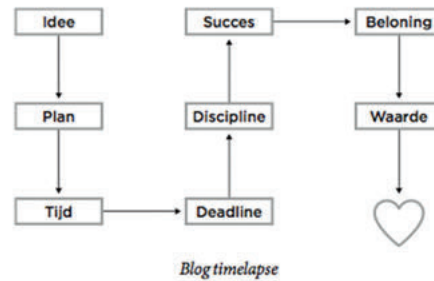 Idee
Succes
Beloning
Plan
Discipline
Waarde
Tijd
Deadline
Blog timelapse